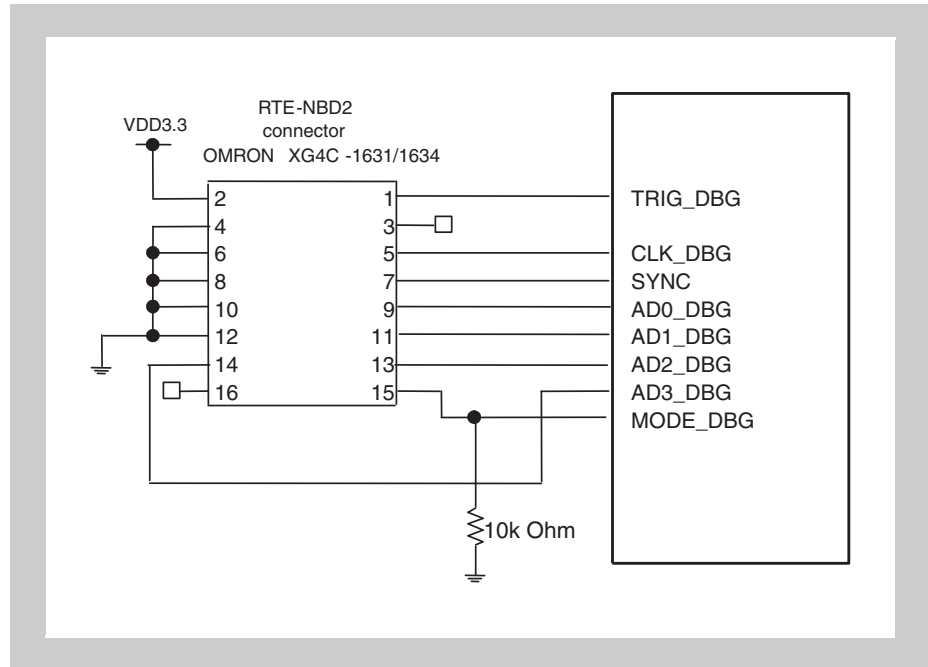 RTE-NBD2
connector
OMRON XG4C -1631/1634
VDD3.3
2 1 TRIG_DBG
4 3
6 5 CLK_DBG
8 7 SYNC
10 9 AD0_DBG
12 11 AD1_DBG
14 13 AD2_DBG
AD3_DBG
16 15 MODE_DBG
10k Ohm